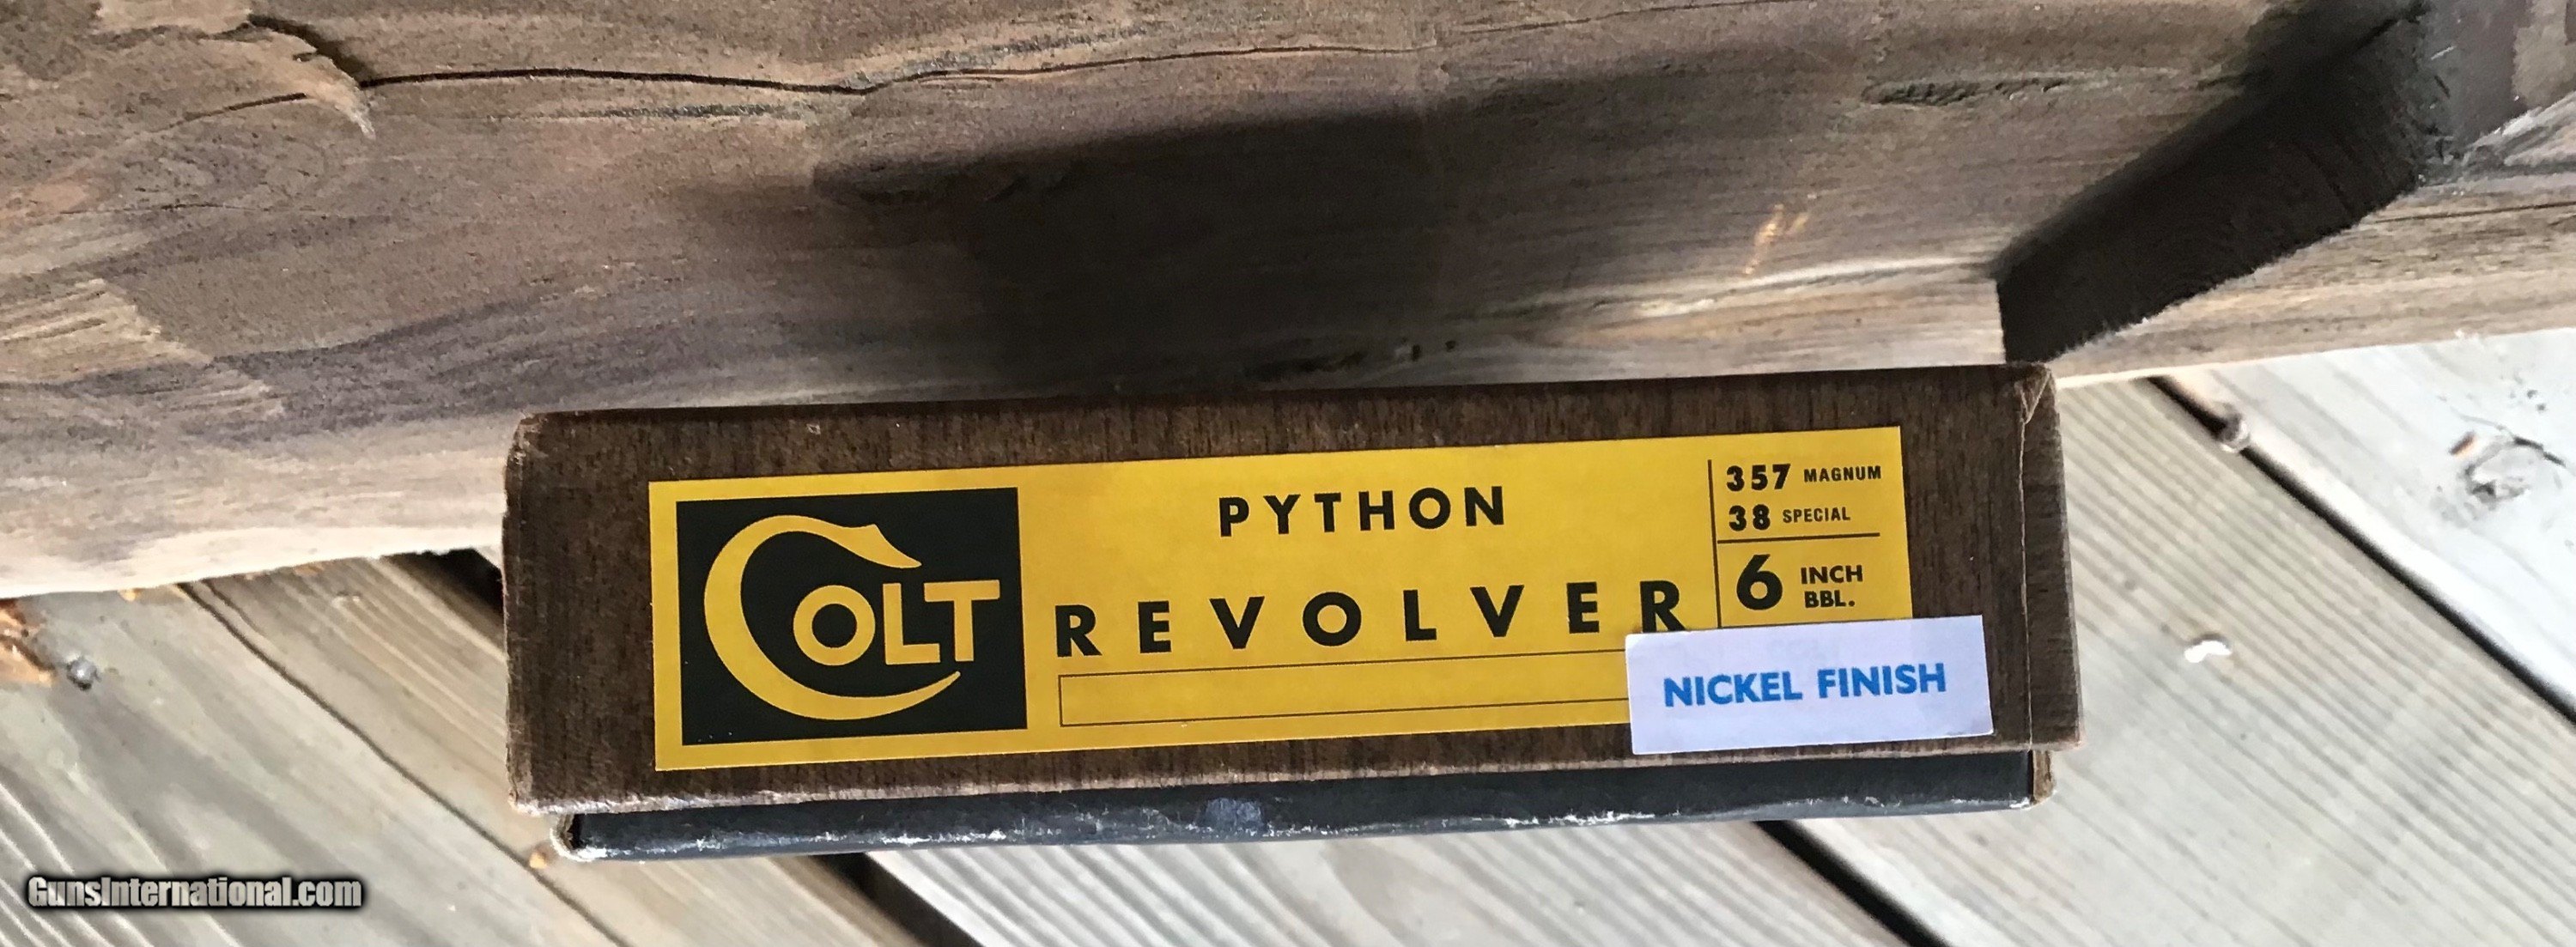 COLT
PYTHON
REVOLVER
357 MAGNUM
38 SPECIAL
6 INCH BBL.
NICKEL FINISH
GunsInternational.com